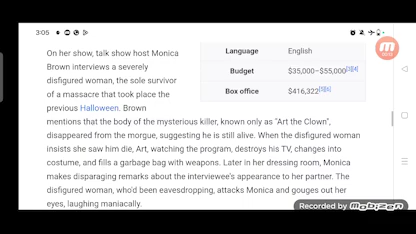 3:05
On her show, talk show host Monica
Brown interviews a severely
disfigured woman, the sole survivor
of a massacre that took place the
previous Halloween. Brown
mentions that the body of the mysterious killer, known only as "Art the Clown",
disappeared from the morgue, suggesting he is still alive. When the disfigured woman
insists she saw him die, Art, watching the program, destroys his TV, changes into
costume, and fills a garbage bag with weapons. Later in her dressing room, Monica
makes disparaging remarks about the interviewee's appearance to her partner. The
disfigured woman, who'd been eavesdropping, attacks Monica and gouges out her
eyes, laughing maniacally.
Language English
Budget $35,000–$55,000[3][4]
Box office $416,322
Recorded by MOBIZEN